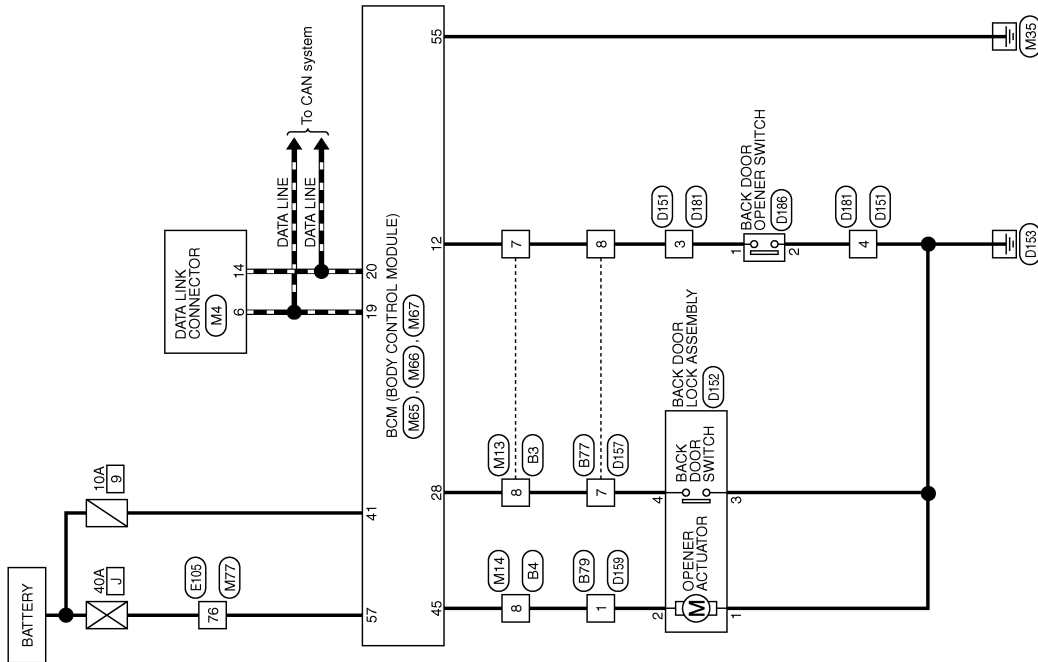 BATTERY
40A
J
10A
9
E105
76
M77
57
41
DATA LINK
CONNECTOR
M4
6
14
DATA LINE
DATA LINE
To CAN system
19
20
BCM (BODY CONTROL MODULE)
M65 , M66 , M67
45
28
12
55
M14
8
B4
M13
8
B3
7
B79
1
D159
B77
7
D157
8
D151
3
D181
BACK DOOR
LOCK ASSEMBLY
D152
2
M
OPENER
ACTUATOR
1
4
BACK
DOOR
SWITCH
3
BACK DOOR
OPENER SWITCH
D186
1
2
D181
4
D151
D153
M35